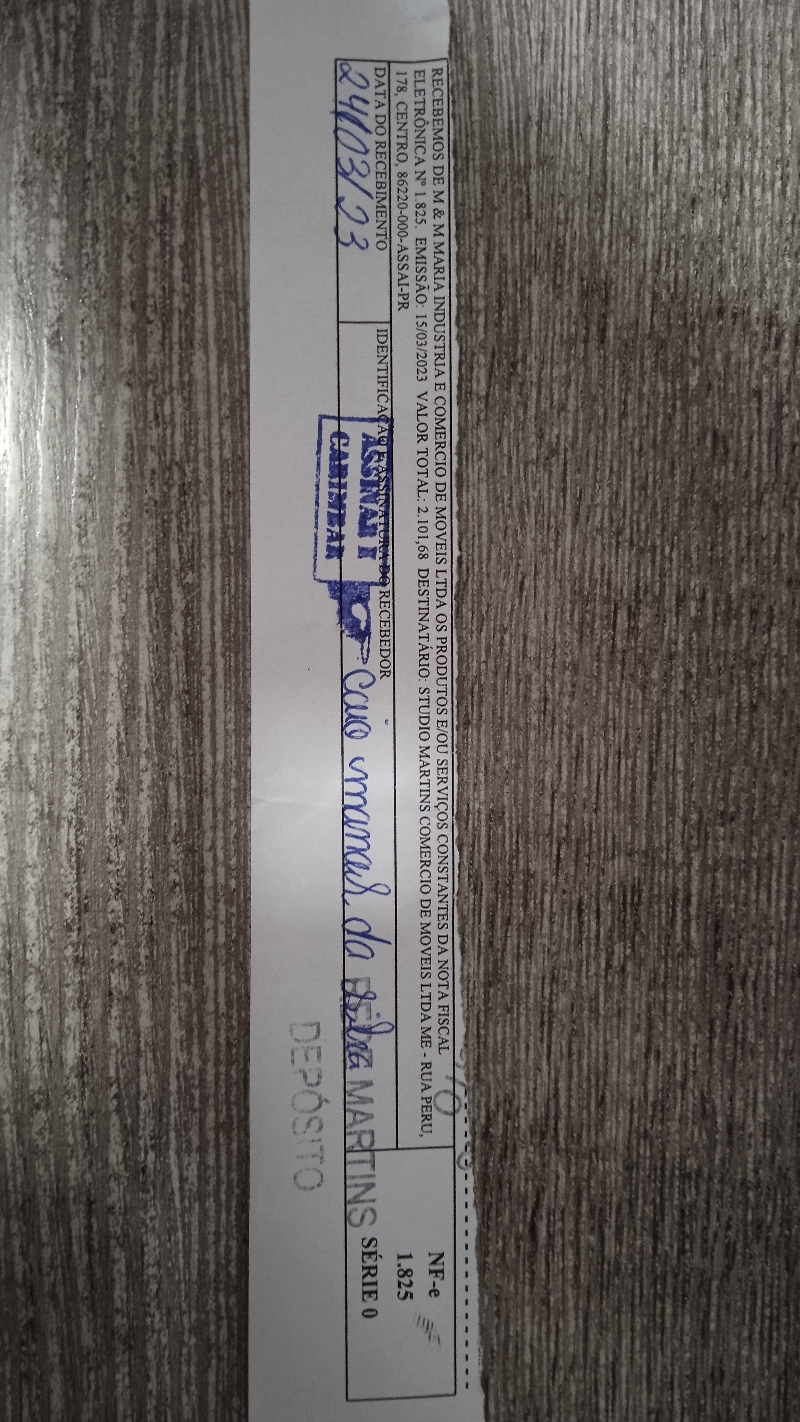 RECEBEMOS DE M & M MARIA INDUSTRIA E COMERCIO DE MOVEIS LTDA OS PRODUTOS E/OU SERVIÇOS CONSTANTES DA NOTA FISCAL
ELETRÔNICA Nº 1.825. EMISSÃO: 15/03/2023 VALOR TOTAL: 2.101,68 DESTINATÁRIO: STUDIO MARTINS COMERCIO DE MOVEIS LTDA ME - RUA PERU,
178, CENTRO, 86220-000-ASSAI-PR
NF-e
1.825
SÉRIE 0
DATA DO RECEBIMENTO
24/03/23
IDENTIFICAÇÃO E ASSINATURA DO RECEBEDOR
ASSINAR E
CARIMBAR
Caio da Silva
MARTINS
DEPÓSITO